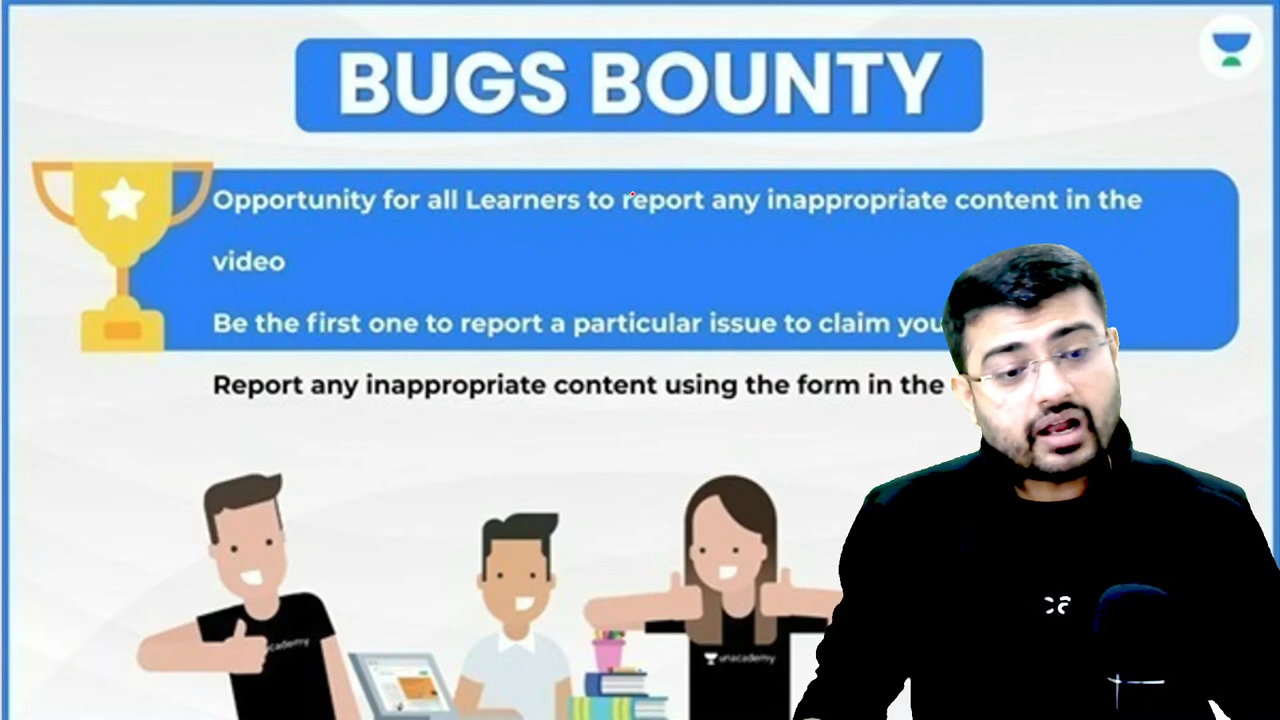 BUGS BOUNTY
Opportunity for all Learners to report any inappropriate content in the
video
Be the first one to report a particular issue to claim
Report any inappropriate content using the form in the
unacademy